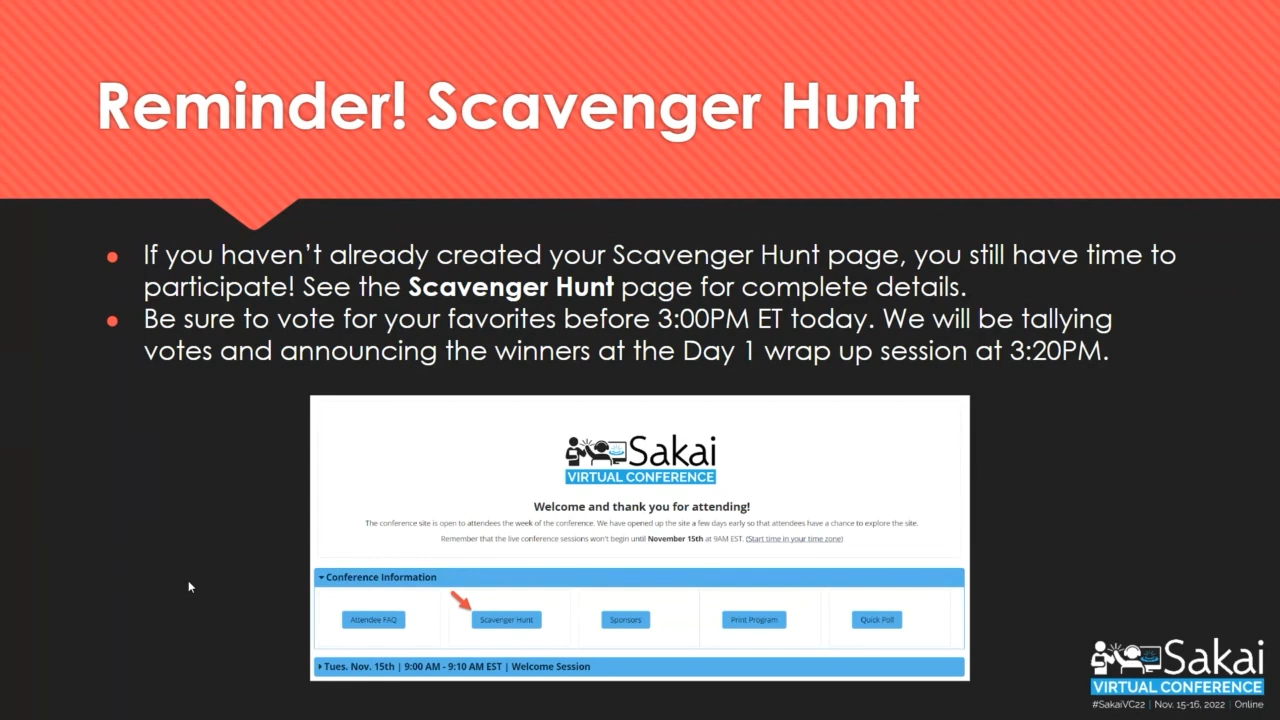 Reminder! Scavenger Hunt
If you haven’t already created your Scavenger Hunt page, you still have time to
participate! See the Scavenger Hunt page for complete details.
Be sure to vote for your favorites before 3:00PM ET today. We will be tallying
votes and announcing the winners at the Day 1 wrap up session at 3:20PM.
Sakai
VIRTUAL CONFERENCE
Welcome and thank you for attending!
The conference site is open to attendees the week of the conference. We have opened up the site a few days early so that attendees have a chance to explore the site.
Remember that the live conference sessions won't begin until November 15th at 9AM EST. (Start time in your time zone)
Conference Information
Attendee FAQ
Scavenger Hunt
Sponsors
Print Program
Quick Poll
Tues. Nov. 15th | 9:00 AM - 9:10 AM EST | Welcome Session
Sakai
VIRTUAL CONFERENCE
#SakaiVC22 | Nov. 15-16, 2022 | Online